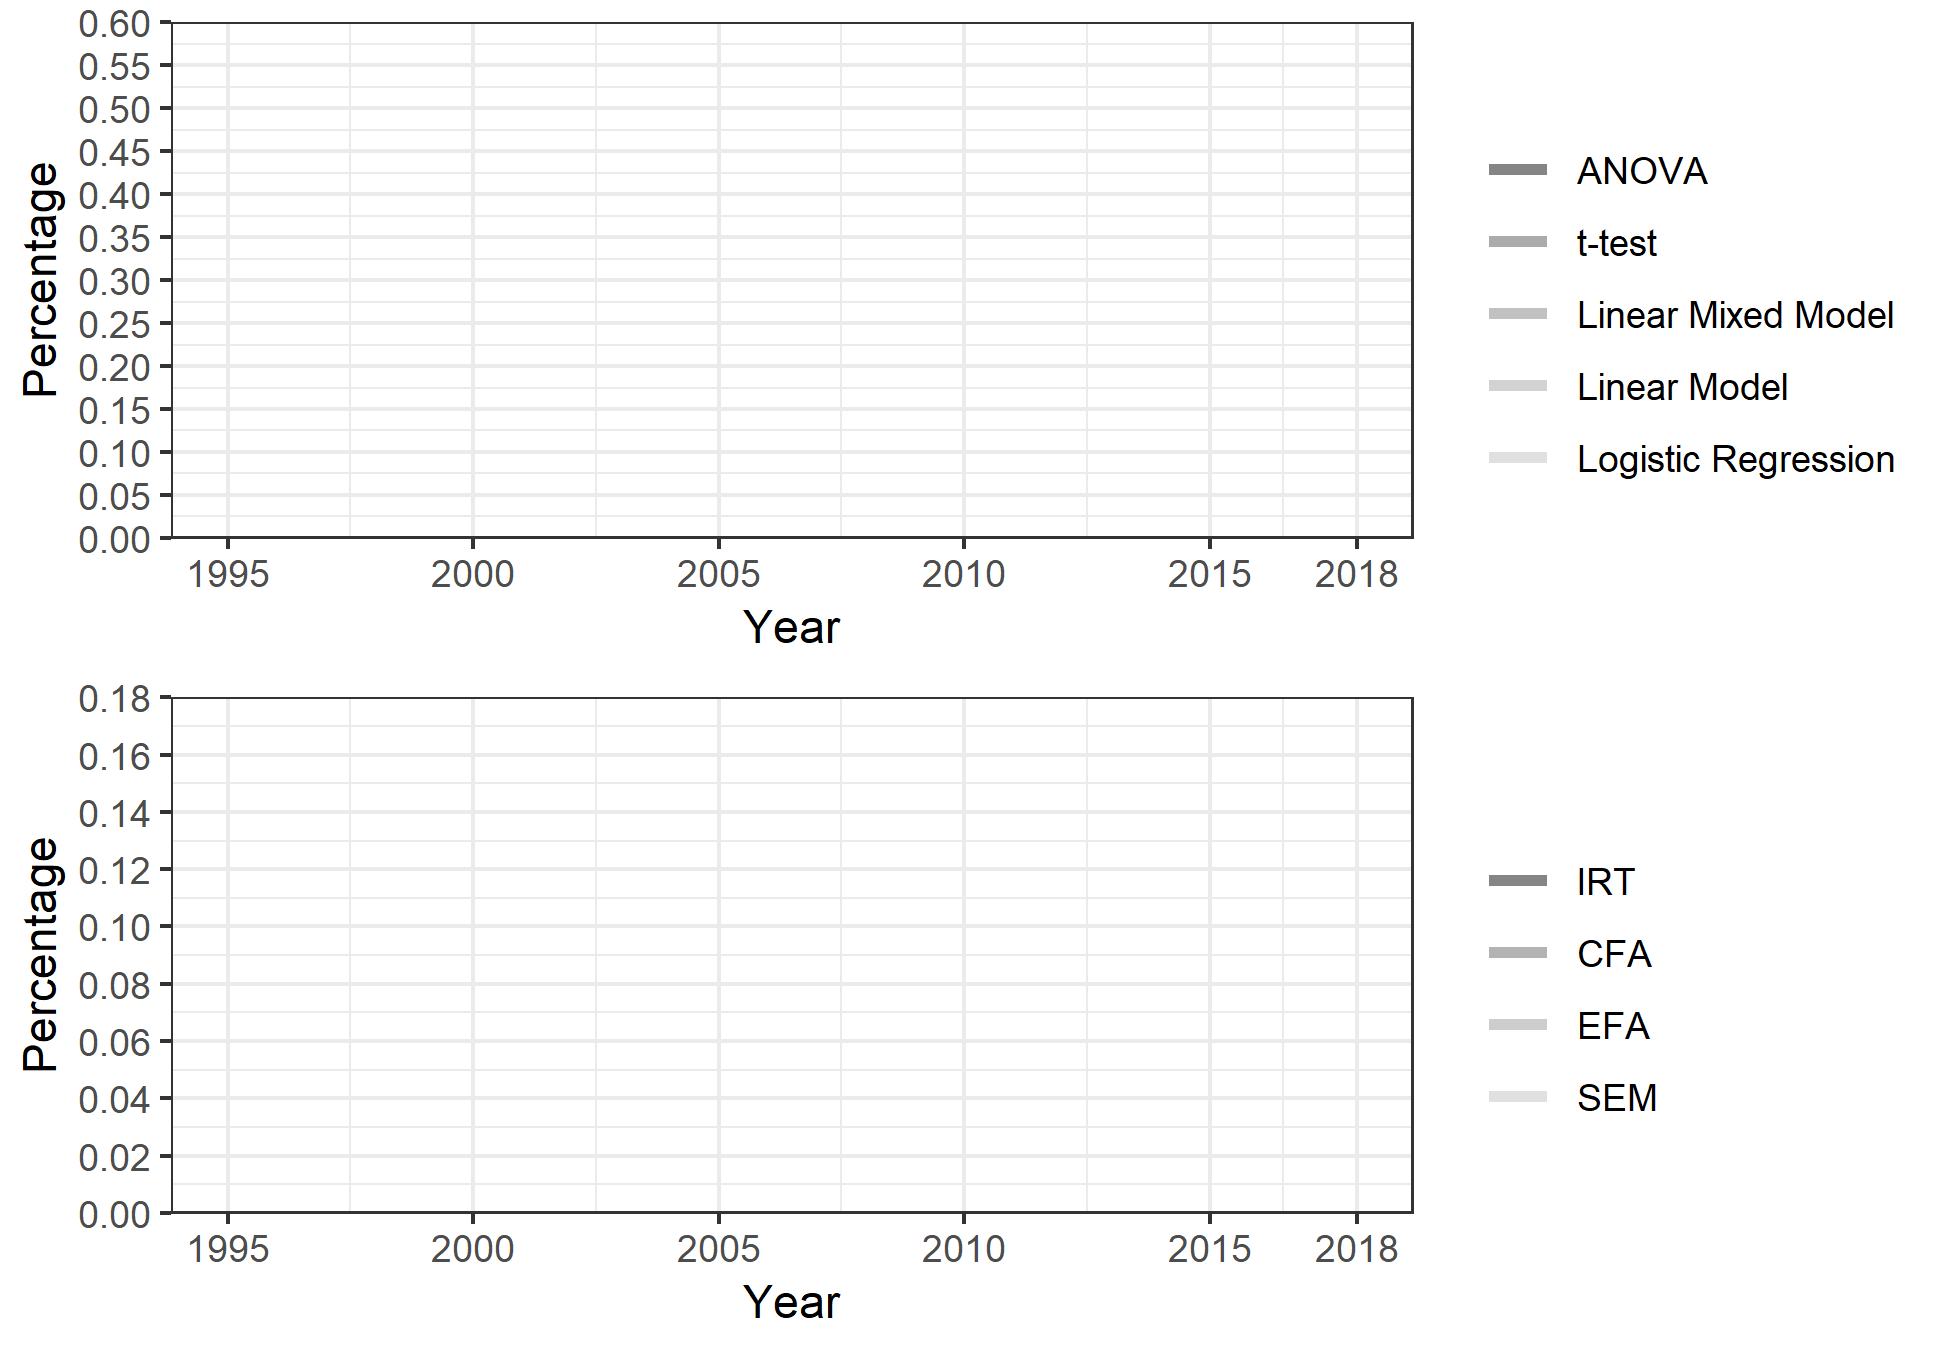 0.60
0.55
0.50
0.45
0.40
0.35
0.30
0.25
0.20
0.15
0.10
0.05
0.00
Percentage
1995 2000 2005 2010 2015 2018
Year
ANOVA
t-test
Linear Mixed Model
Linear Model
Logistic Regression
0.18
0.16
0.14
0.12
0.10
0.08
0.06
0.04
0.02
0.00
Percentage
1995 2000 2005 2010 2015 2018
Year
IRT
CFA
EFA
SEM